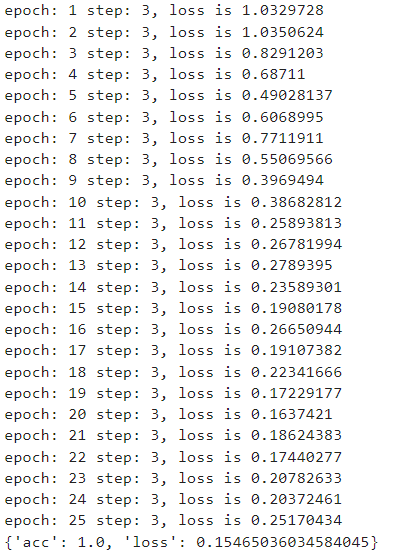 epoch: 1 step: 3, loss is 1.0329728
epoch: 2 step: 3, loss is 1.0350624
epoch: 3 step: 3, loss is 0.8291203
epoch: 4 step: 3, loss is 0.68711
epoch: 5 step: 3, loss is 0.49028137
epoch: 6 step: 3, loss is 0.6068995
epoch: 7 step: 3, loss is 0.7711911
epoch: 8 step: 3, loss is 0.55069566
epoch: 9 step: 3, loss is 0.3969494
epoch: 10 step: 3, loss is 0.38682812
epoch: 11 step: 3, loss is 0.25893813
epoch: 12 step: 3, loss is 0.26781994
epoch: 13 step: 3, loss is 0.2789395
epoch: 14 step: 3, loss is 0.23589301
epoch: 15 step: 3, loss is 0.19080178
epoch: 16 step: 3, loss is 0.26650944
epoch: 17 step: 3, loss is 0.19107382
epoch: 18 step: 3, loss is 0.22341666
epoch: 19 step: 3, loss is 0.17229177
epoch: 20 step: 3, loss is 0.1637421
epoch: 21 step: 3, loss is 0.18624383
epoch: 22 step: 3, loss is 0.17440277
epoch: 23 step: 3, loss is 0.20782633
epoch: 24 step: 3, loss is 0.20372461
epoch: 25 step: 3, loss is 0.25170434
{'acc': 1.0, 'loss': 0.15465036034584045}